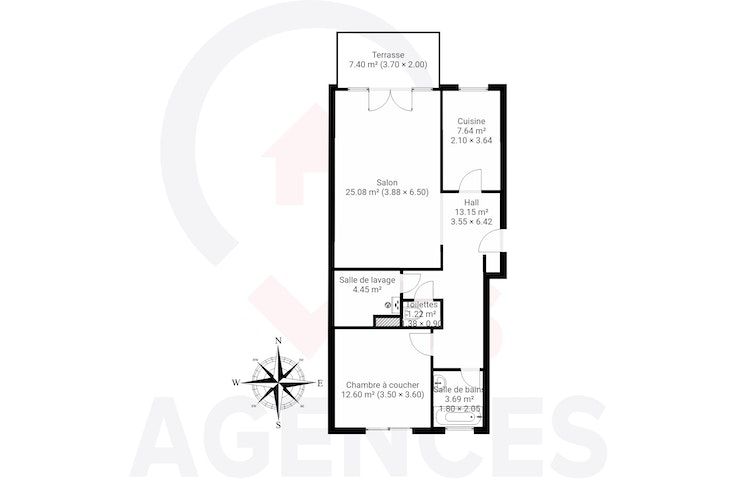 Terrasse
7.40 m² (3.70 × 2.00)
Cuisine
7.64 m²
2.10 × 3.64
Salon
25.08 m² (3.88 × 6.50)
Hall
13.15 m²
3.55 × 6.42
Salle de lavage
4.45 m²
Toilettes
1.22 m²
1.38 × 0.90
N
W
E
S
Chambre à coucher
12.60 m² (3.50 × 3.60)
Salle de bains
3.69 m²
1.80 × 2.05
AGENCES